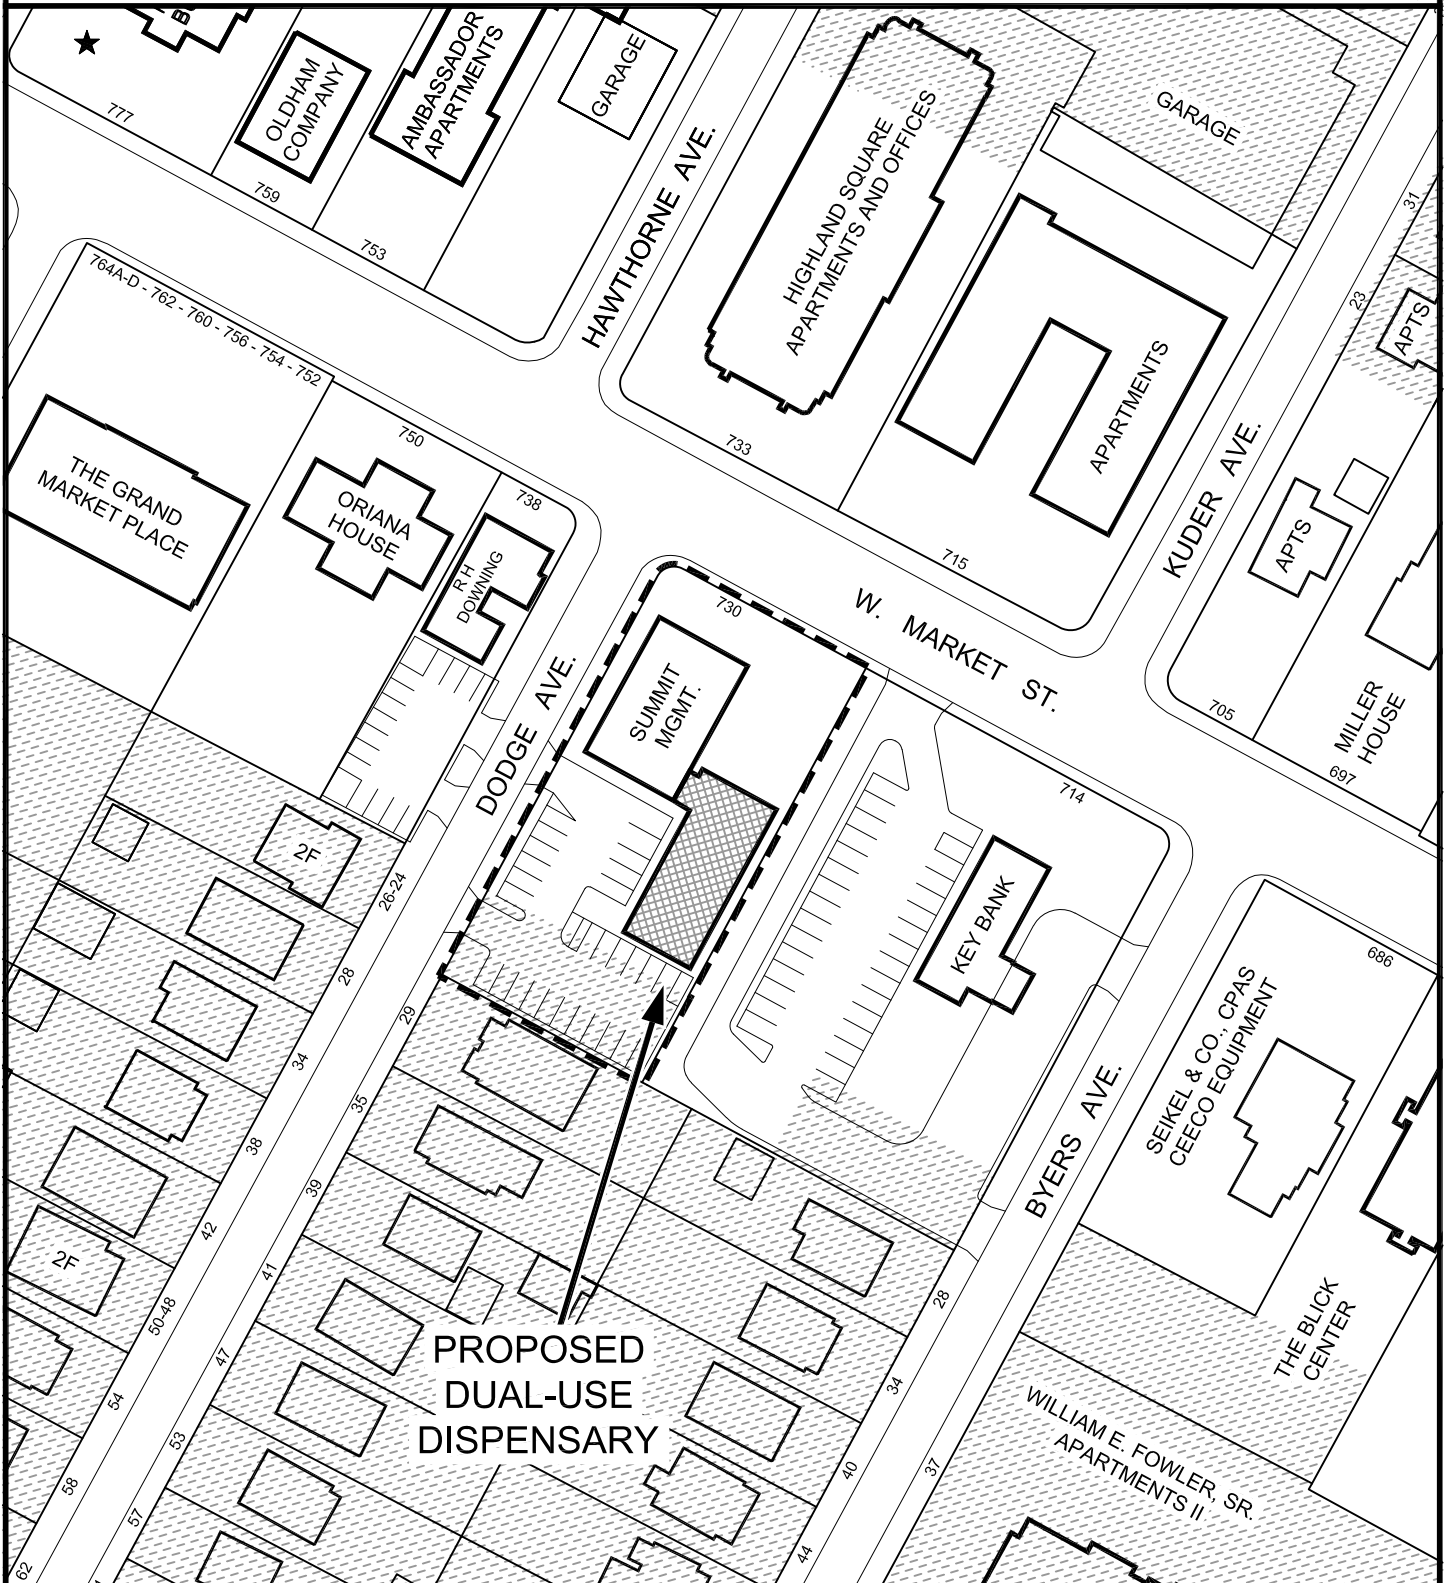 777
OLDHAM
COMPANY
759
AMBASSADOR
APARTMENTS
753
GARAGE
HAWTHORNE AVE.
HIGHLAND SQUARE
APARTMENTS AND OFFICES
GARAGE
31
23
APTS
764A-D - 762 - 760 - 756 - 754 - 752
THE GRAND
MARKET PLACE
750
ORIANA
HOUSE
738
R H
DOWNING
733
APARTMENTS
715
KUDER AVE.
APTS
W. MARKET ST.
730
SUMMIT
MGMT.
DODGE AVE.
705
MILLER
HOUSE
697
714
KEY BANK
686
SEIKEL & CO., CPAS
CEECO EQUIPMENT
BYERS AVE.
2F
26-24
28
34
38
42
2F
50-48
54
58
62
29
35
39
41
47
53
57
PROPOSED
DUAL-USE
DISPENSARY
28
34
40
44
37
THE BLICK
CENTER
WILLIAM E. FOWLER, SR.
APARTMENTS II